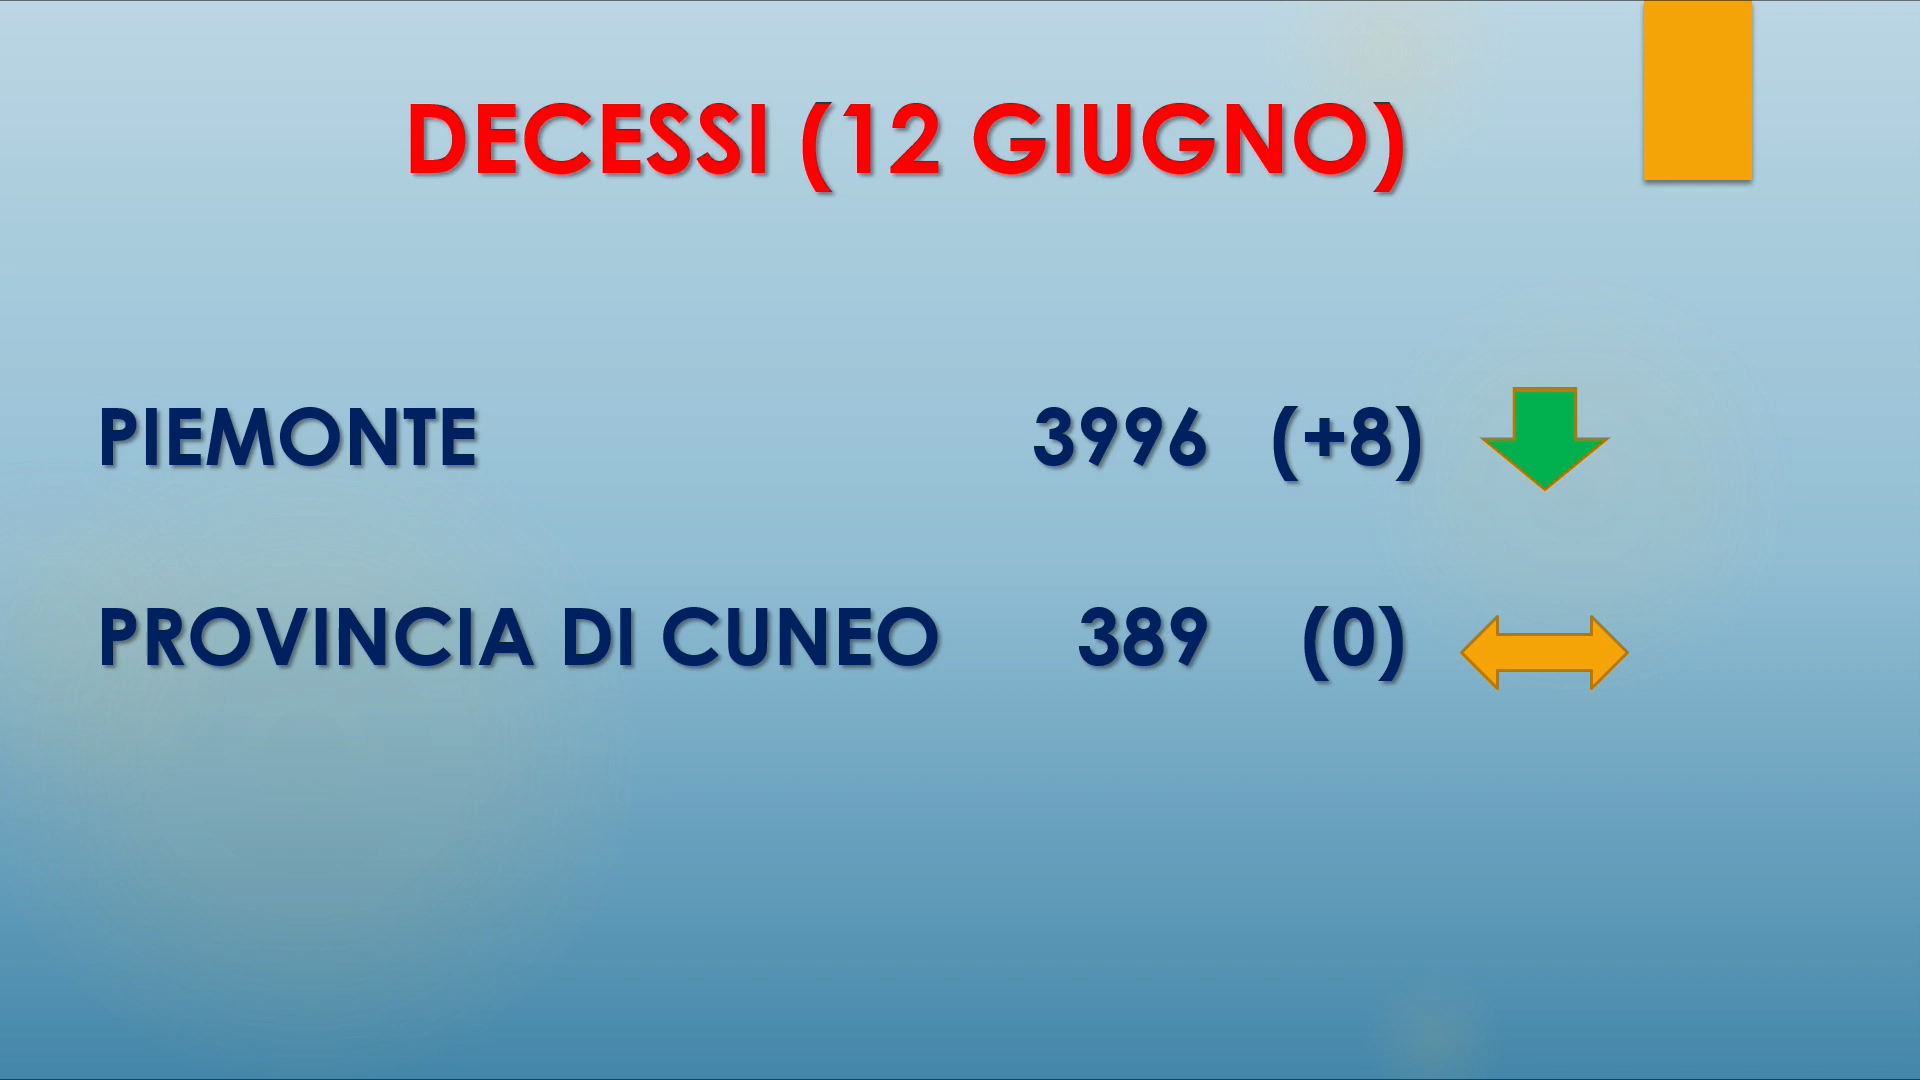 DECESSI (12 GIUGNO)
PIEMONTE 3996 (+8)
PROVINCIA DI CUNEO 389 (0)